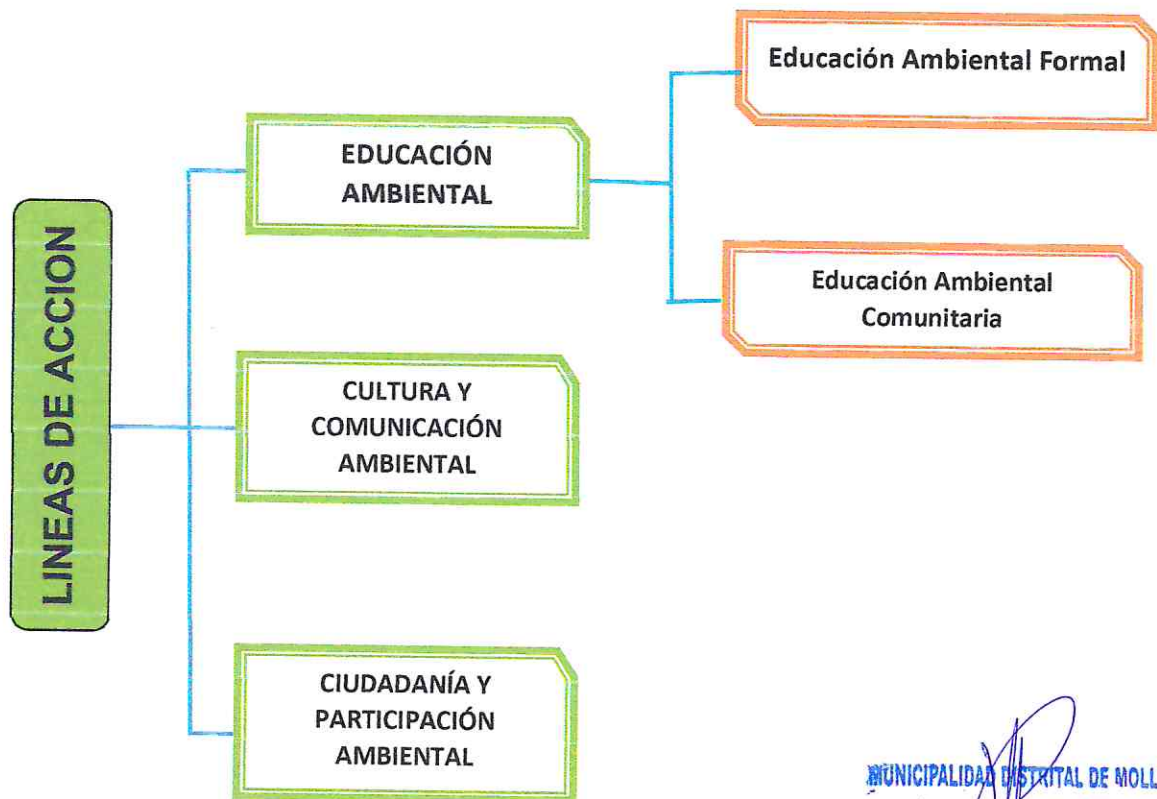 LINEAS DE ACCION
EDUCACIÓN
AMBIENTAL
Educación Ambiental Formal
Educación Ambiental
Comunitaria
CULTURA Y
COMUNICACIÓN
AMBIENTAL
CIUDADANÍA Y
PARTICIPACIÓN
AMBIENTAL
MUNICIPALIDAD DISTRITAL DE MOLL